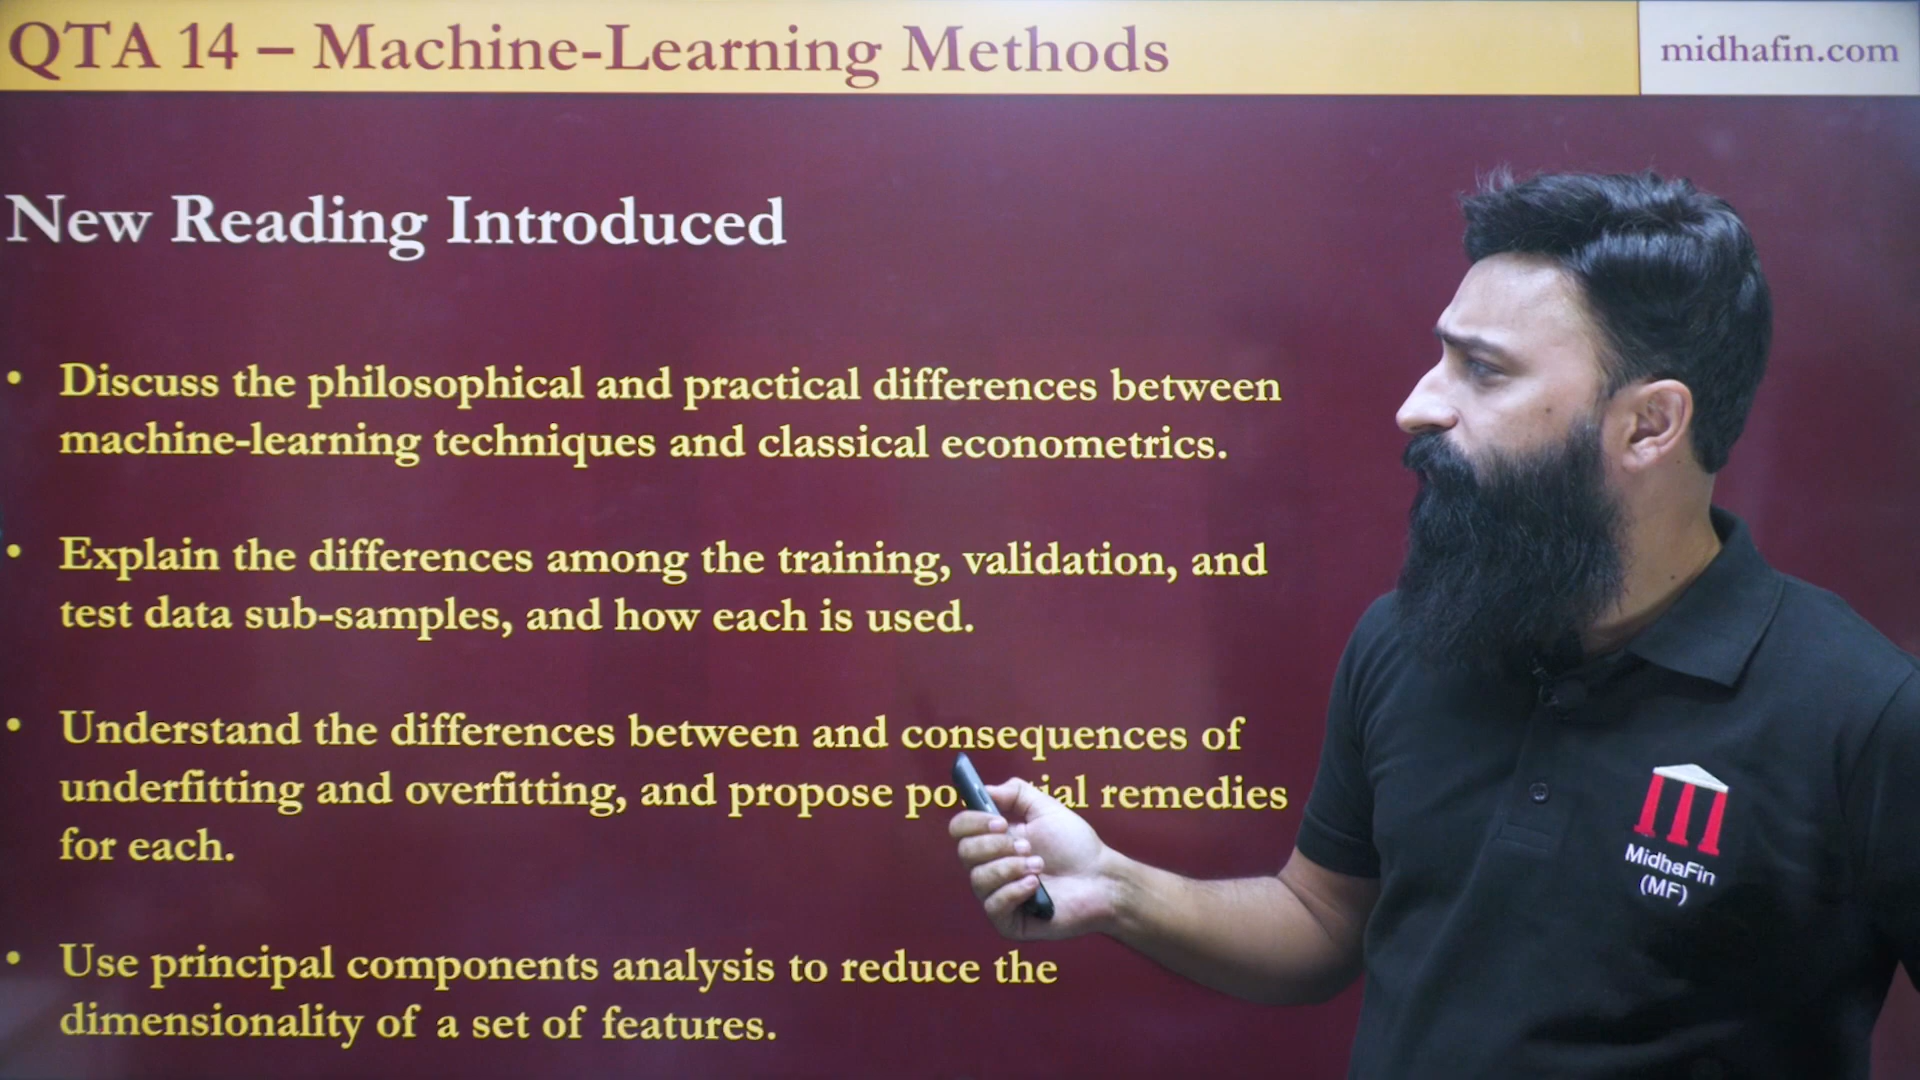 QTA 14 – Machine-Learning Methods
midhafin.com
New Reading Introduced
• Discuss the philosophical and practical differences between
machine-learning techniques and classical econometrics.
• Explain the differences among the training, validation, and
test data sub-samples, and how each is used.
• Understand the differences between and consequences of
underfitting and overfitting, and propose remedies
for each.
• Use principal components analysis to reduce the
dimensionality of a set of features.
MidhaFin
(MF)